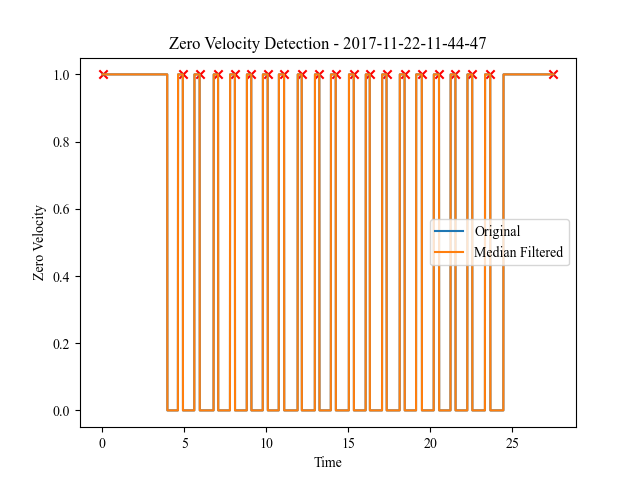 Zero Velocity Detection - 2017-11-22-11-44-47
1.0
0.8
0.6
0.4
0.2
0.0
Zero Velocity
Original
Median Filtered
0
5
10
15
20
25
Time